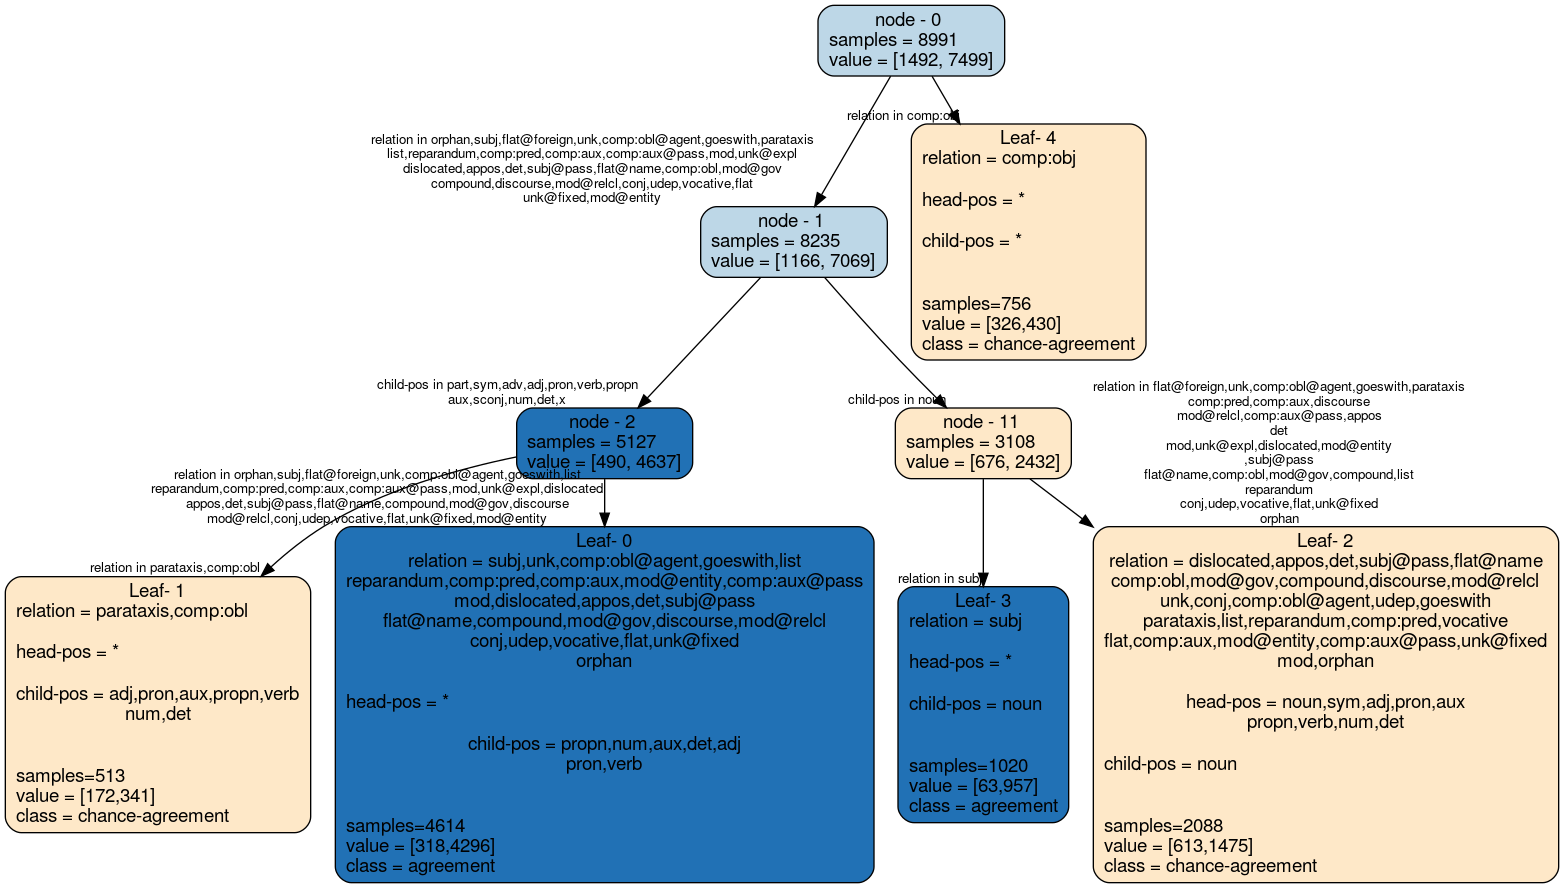 node - 0
samples = 8991
value = [1492, 7499]
relation in orphan,subj,flat@foreign,unk,comp:obl@agent,goeswith,parataxis
list,reparandum,comp:pred,comp:aux,comp:aux@pass,mod,unk@expl
dislocated,appos,det,subj@pass,flat@name,comp:obl,mod@gov
compound,discourse,mod@relcl,conj,udep,vocative,flat
unk@fixed,mod@entity
relation in comp:obj
Leaf- 4
relation = comp:obj
head-pos = *
child-pos = *
samples=756
value = [326,430]
class = chance-agreement
node - 1
samples = 8235
value = [1166, 7069]
child-pos in part,sym,adv,adj,pron,verb,propn
aux,sconj,num,det,x
child-pos in noun
node - 2
samples = 5127
value = [490, 4637]
node - 11
samples = 3108
value = [676, 2432]
relation in flat@foreign,unk,comp:obl@agent,goeswith,parataxis
comp:pred,comp:aux,discourse
mod@relcl,comp:aux@pass,appos
det
mod,unk@expl,dislocated,mod@entity
,subj@pass
flat@name,comp:obl,mod@gov,compound,list
reparandum
conj,udep,vocative,flat,unk@fixed
orphan
relation in orphan,subj,flat@foreign,unk,comp:obl@agent,goeswith,list
reparandum,comp:pred,comp:aux,comp:aux@pass,mod,unk@expl,dislocated
appos,det,subj@pass,flat@name,compound,mod@gov,discourse
mod@relcl,conj,udep,vocative,flat,unk@fixed,mod@entity
relation in parataxis,comp:obl
relation in subj
Leaf- 1
relation = parataxis,comp:obl
head-pos = *
child-pos = adj,pron,aux,propn,verb
num,det
samples=513
value = [172,341]
class = chance-agreement
Leaf- 0
relation = subj,unk,comp:obl@agent,goeswith,list
reparandum,comp:pred,comp:aux,mod@entity,comp:aux@pass
mod,dislocated,appos,det,subj@pass
flat@name,compound,mod@gov,discourse,mod@relcl
conj,udep,vocative,flat,unk@fixed
orphan
head-pos = *
child-pos = propn,num,aux,det,adj
pron,verb
samples=4614
value = [318,4296]
class = agreement
Leaf- 3
relation = subj
head-pos = *
child-pos = noun
samples=1020
value = [63,957]
class = agreement
Leaf- 2
relation = dislocated,appos,det,subj@pass,flat@name
comp:obl,mod@gov,compound,discourse,mod@relcl
unk,conj,comp:obl@agent,udep,goeswith
parataxis,list,reparandum,comp:pred,vocative
flat,comp:aux,mod@entity,comp:aux@pass,unk@fixed
mod,orphan
head-pos = noun,sym,adj,pron,aux
propn,verb,num,det
child-pos = noun
samples=2088
value = [613,1475]
class = chance-agreement